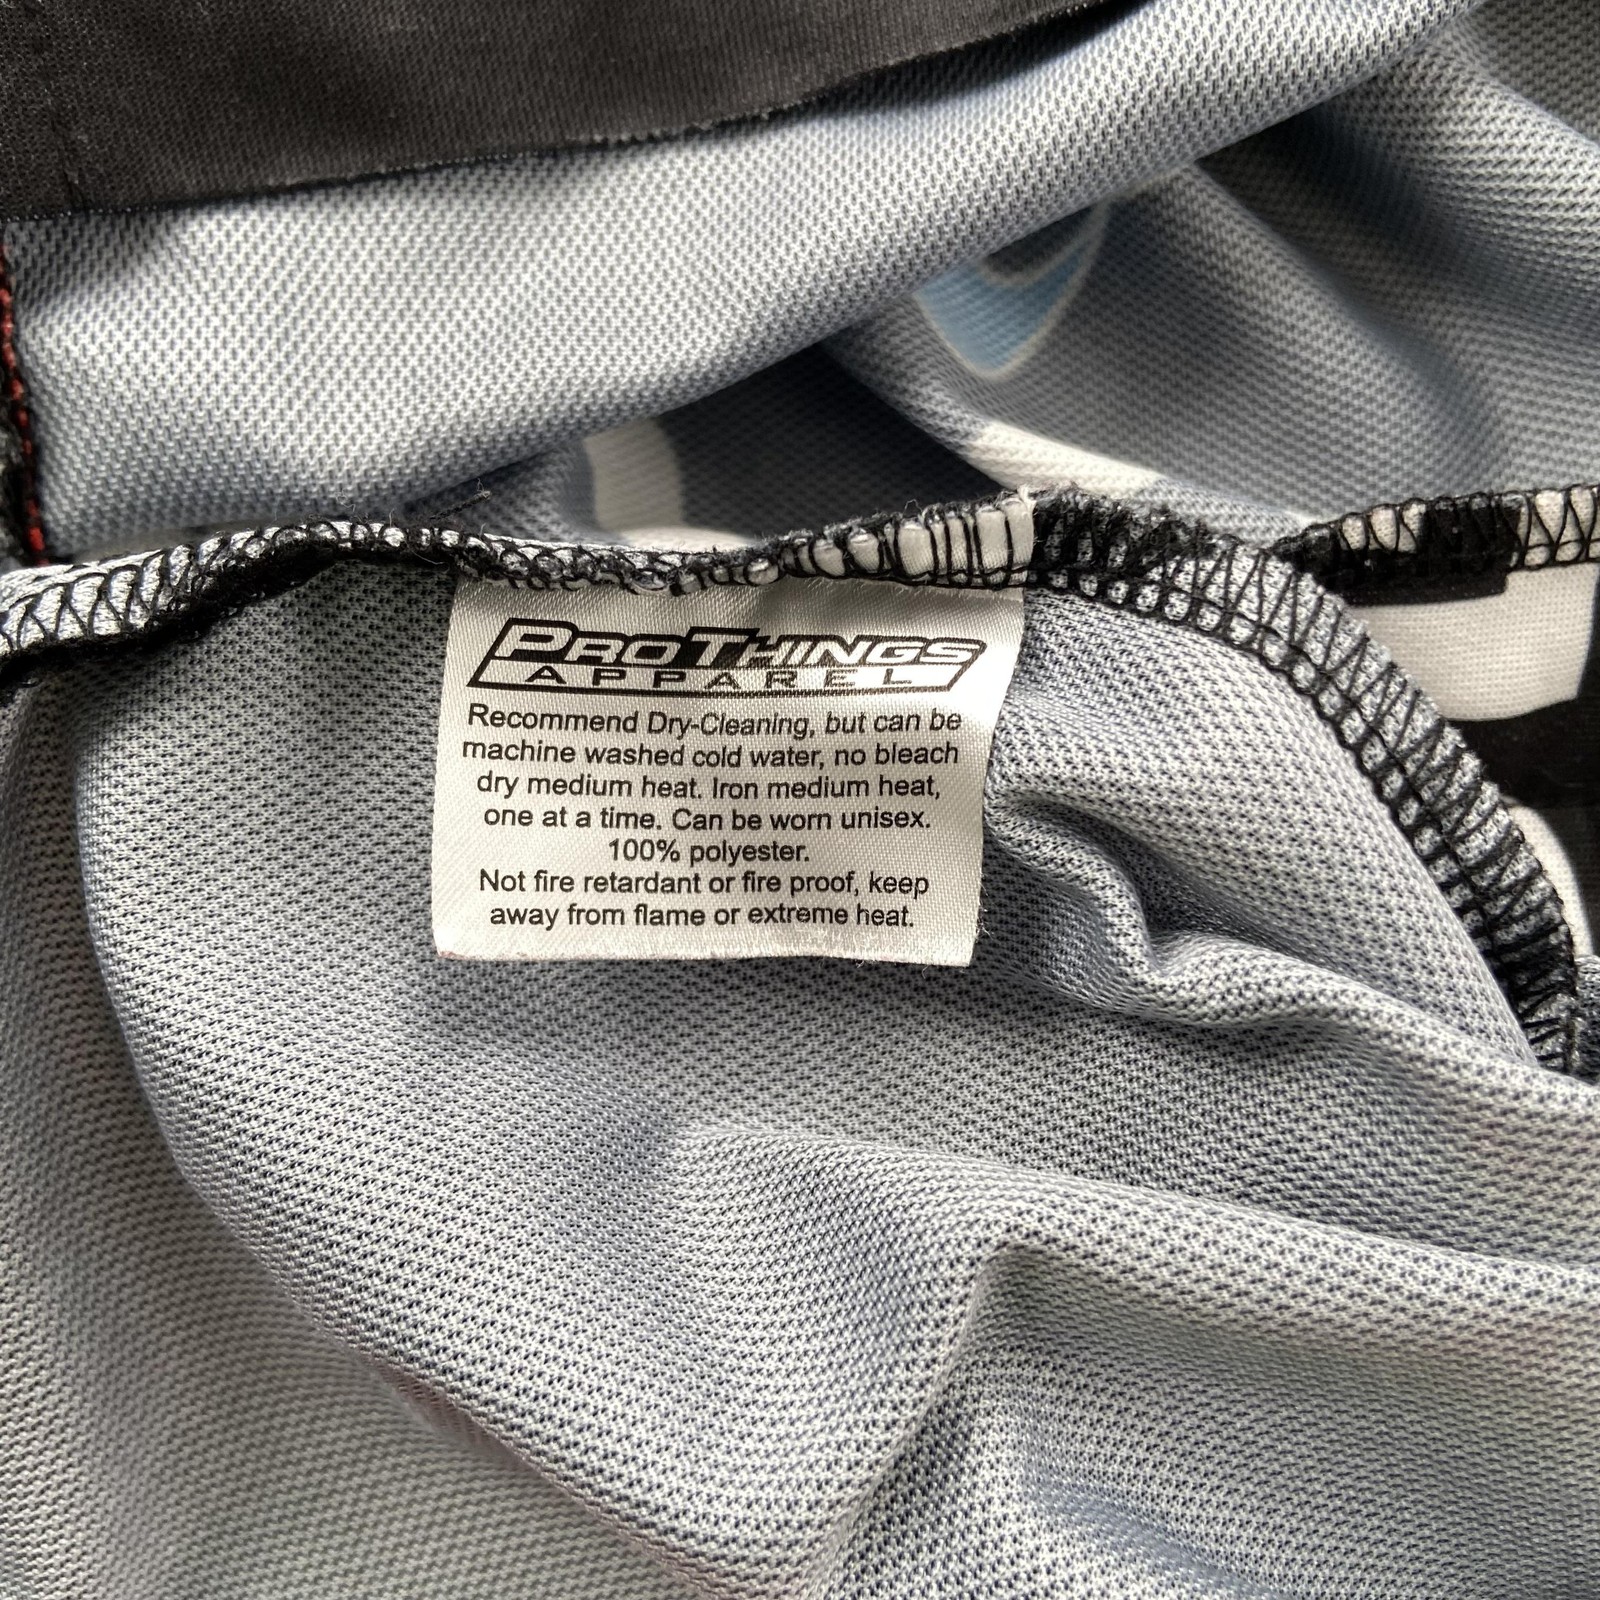 PROTHINGS
APPAREL
Recommend Dry-Cleaning, but can be
machine washed cold water, no bleach
dry medium heat. Iron medium heat,
one at a time. Can be worn unisex.
100% polyester.
Not fire retardant or fire proof, keep
away from flame or extreme heat.